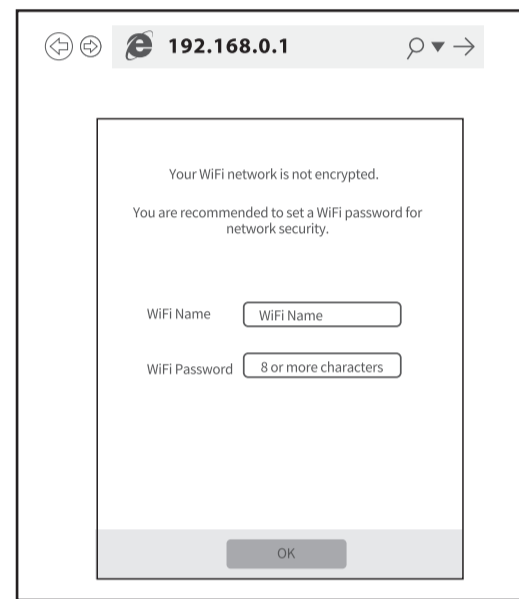 192.168.0.1
Your WiFi network is not encrypted.
You are recommended to set a WiFi password for
network security.
WiFi Name
WiFi Name
WiFi Password
8 or more characters
OK